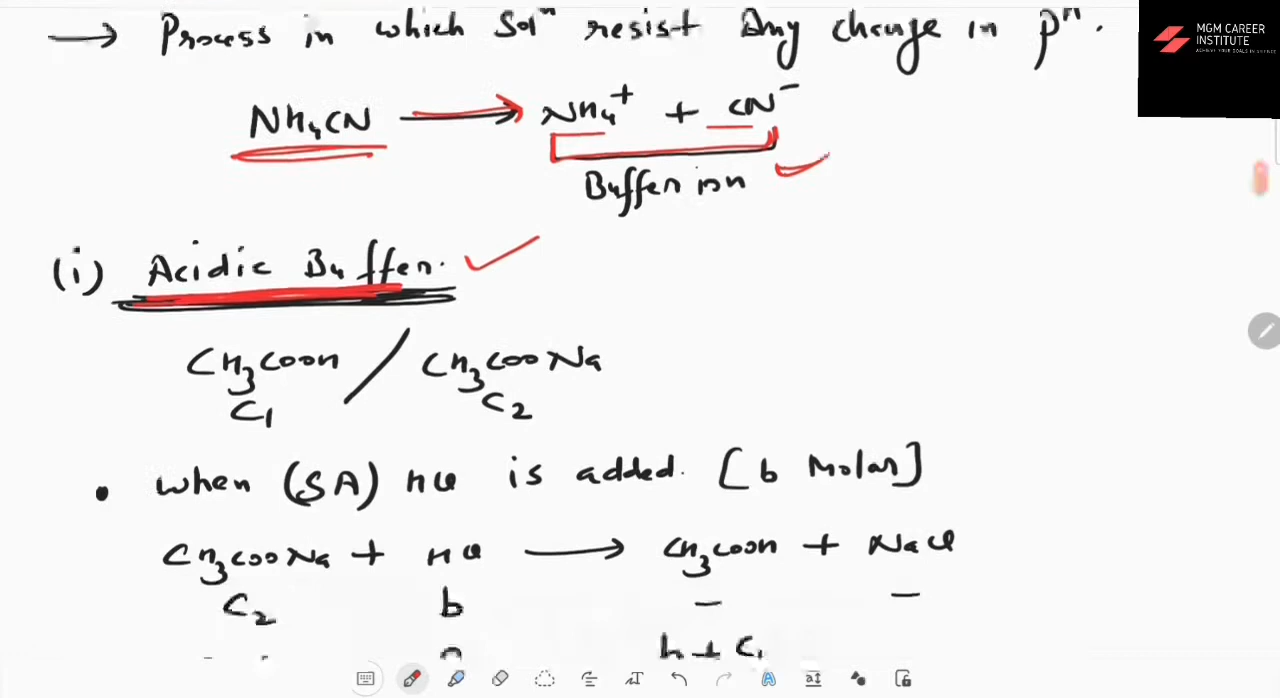 → Process in which Solⁿ resist Any change in pᴴ.
MGM CAREER
INSTITUTE
NH₄CN ⟶ NH₄⁺ + CN⁻
Buffer ion
(i) Acidic Buffer.
CH₃COOH / CH₃COONa
C₁ C₂
• when (SA) HCl is added. [b Molar]
CH₃COONa + HCl ⟶ CH₃COOH + NaCl
C₂ b – –
b + C₁